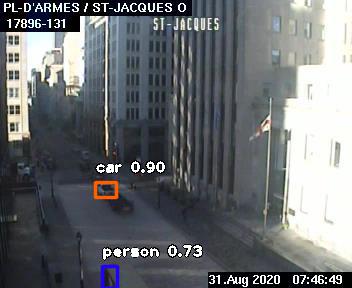 PL-D'ARMES / ST-JACQUES O
17896-131
ST-JACQUES
car 0.90
person 0.73
31.Aug 2020 07:46:49